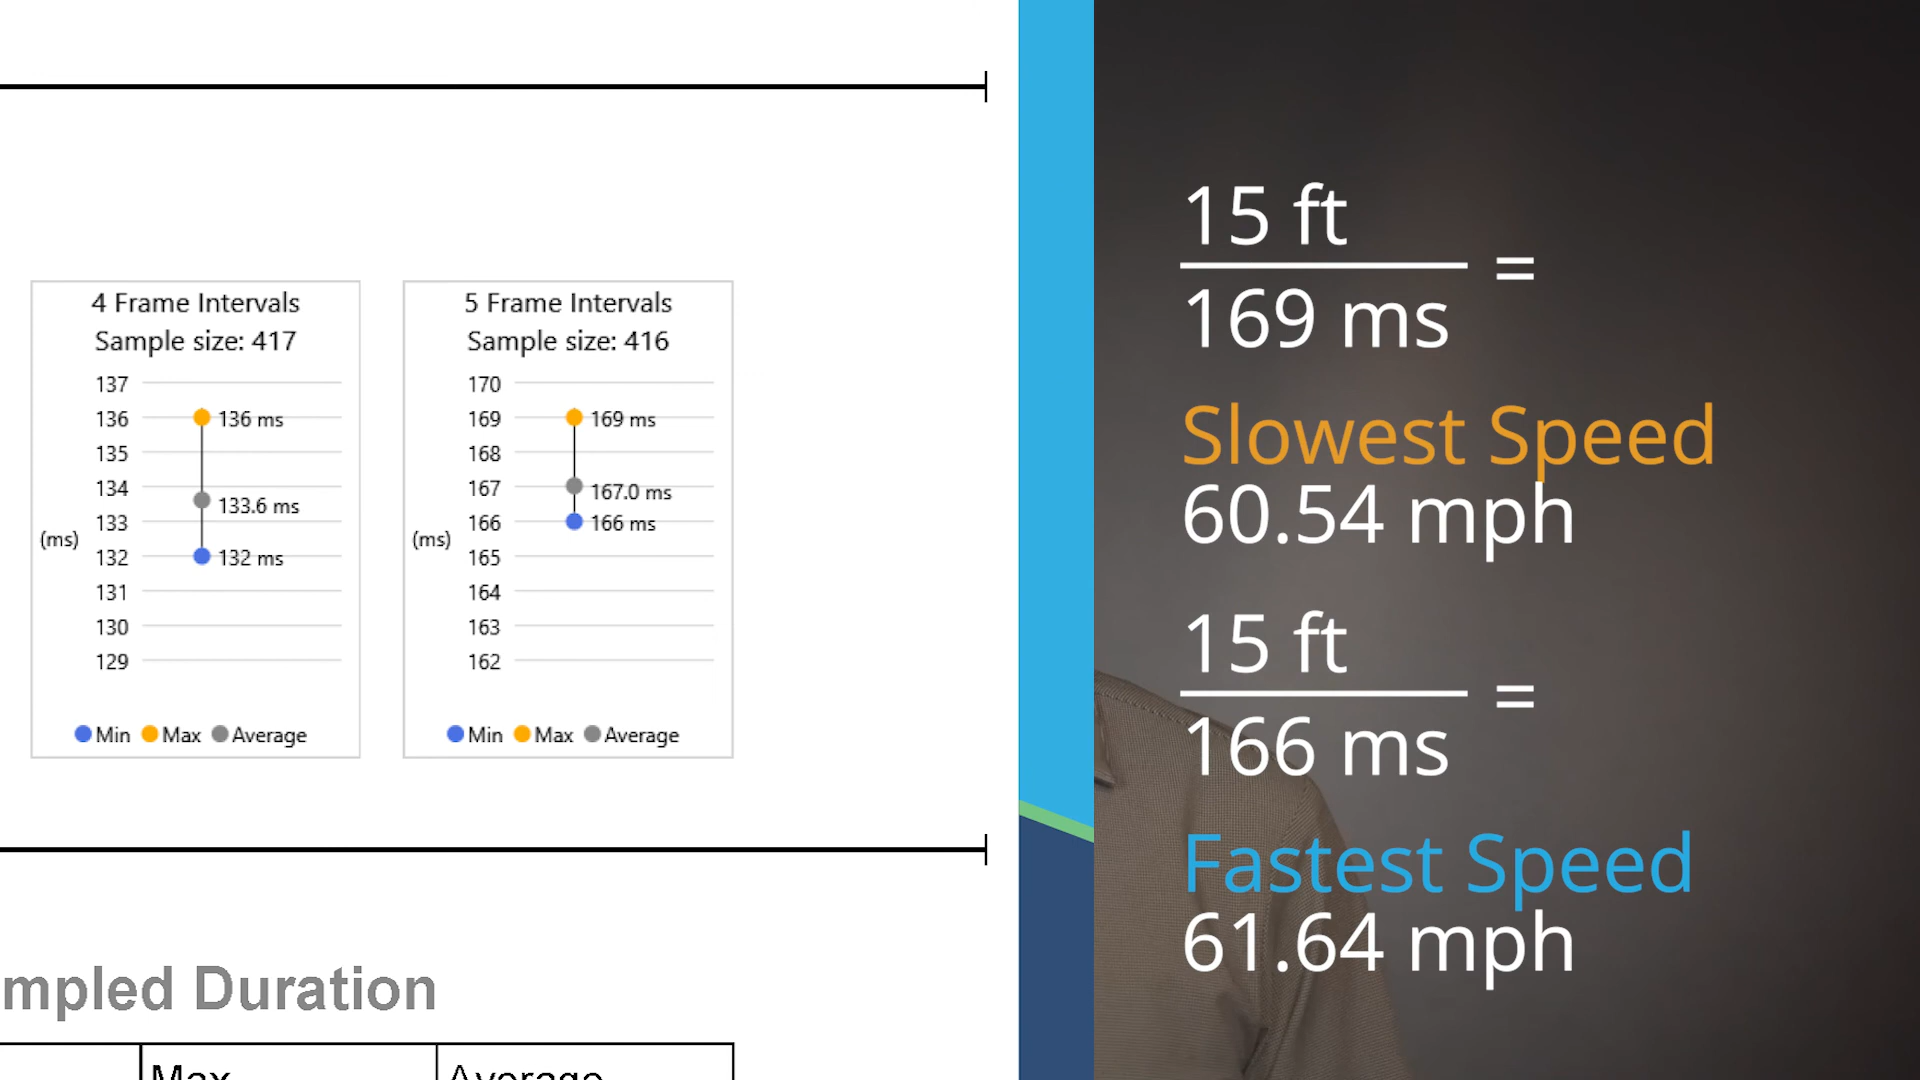 4 Frame Intervals
Sample size: 417
137
136
135
134
133
132
131
130
129
(ms)
136 ms
133.6 ms
132 ms
Min Max Average
5 Frame Intervals
Sample size: 416
170
169
168
167
166
165
164
163
162
(ms)
169 ms
167.0 ms
166 ms
Min Max Average
mpled Duration
Max
Average
15 ft
169 ms
=
Slowest Speed
60.54 mph
15 ft
166 ms
=
Fastest Speed
61.64 mph